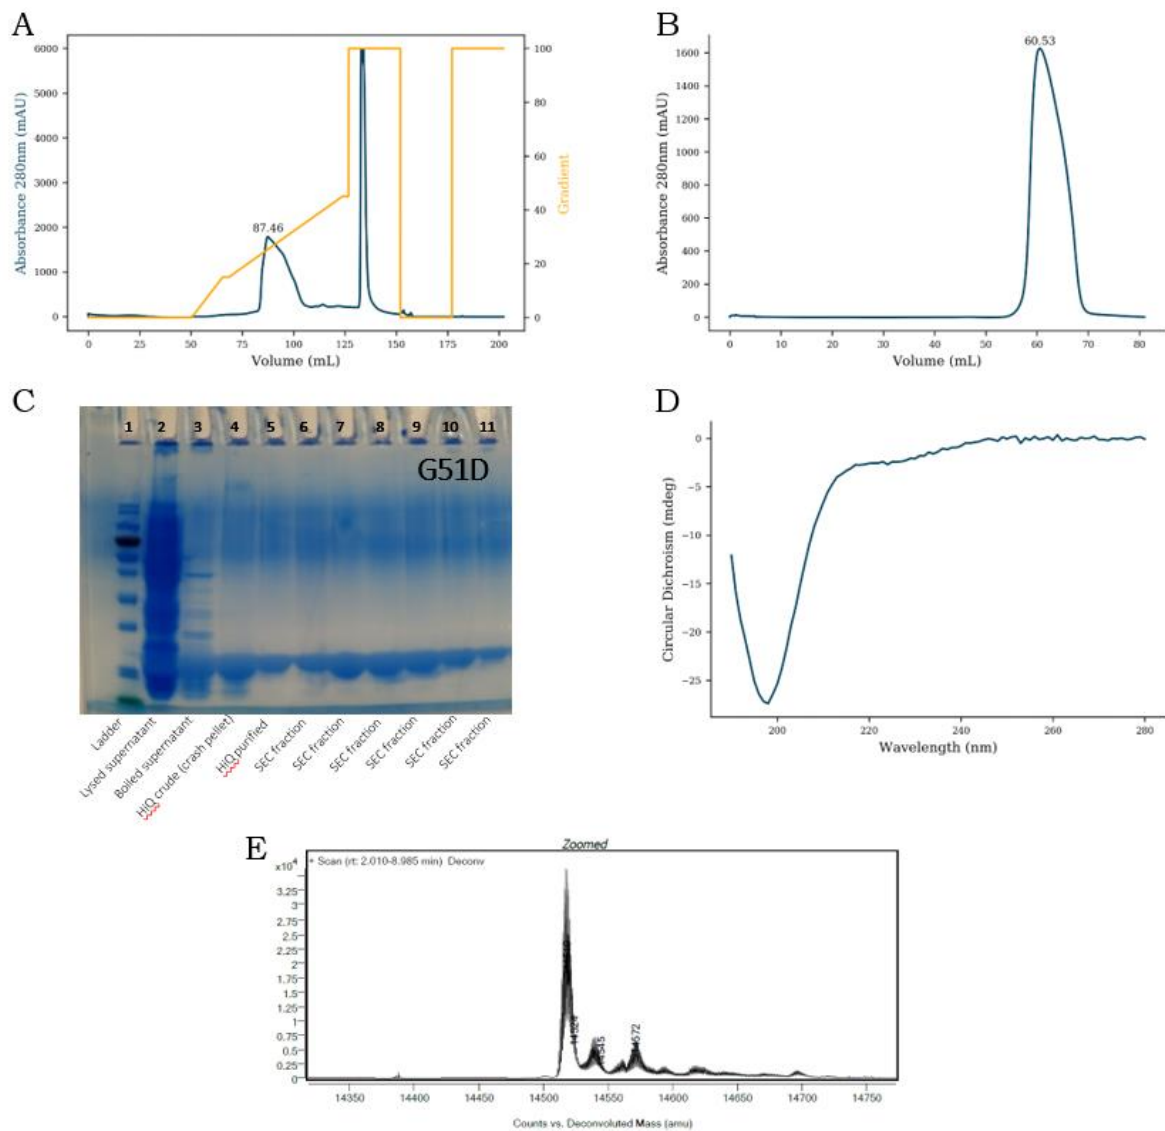 A
Absorbance 280nm (mAU)
6000
5000
4000
3000
2000
1000
0
87.46
100
80
60
40
20
0
Gradient
0 25 50 75 100 125 150 175 200
Volume (mL)
B
Absorbance 280nm (mAU)
1600
1400
1200
1000
800
600
400
200
0
60.53
0 10 20 30 40 50 60 70 80
Volume (mL)
C
1 2 3 4 5 6 7 8 9 10 11
G51D
Ladder
Lysed supernatant
Boiled supernatant
HiQ crude (crash pellet)
HiQ purified
SEC fraction
SEC fraction
SEC fraction
SEC fraction
SEC fraction
SEC fraction
D
Circular Dichroism (mdeg)
0
−5
−10
−15
−20
−25
200 220 240 260 280
Wavelength (nm)
E
Zoomed
x10⁴
+ Scan (rt: 2.010-8.985 min) Deconv
3.25
3
2.75
2.5
2.25
2
1.75
1.5
1.25
1
0.75
0.5
0.25
0
14350 14400 14450 14500 14550 14600 14650 14700 14750
Counts vs. Deconvoluted Mass (amu)